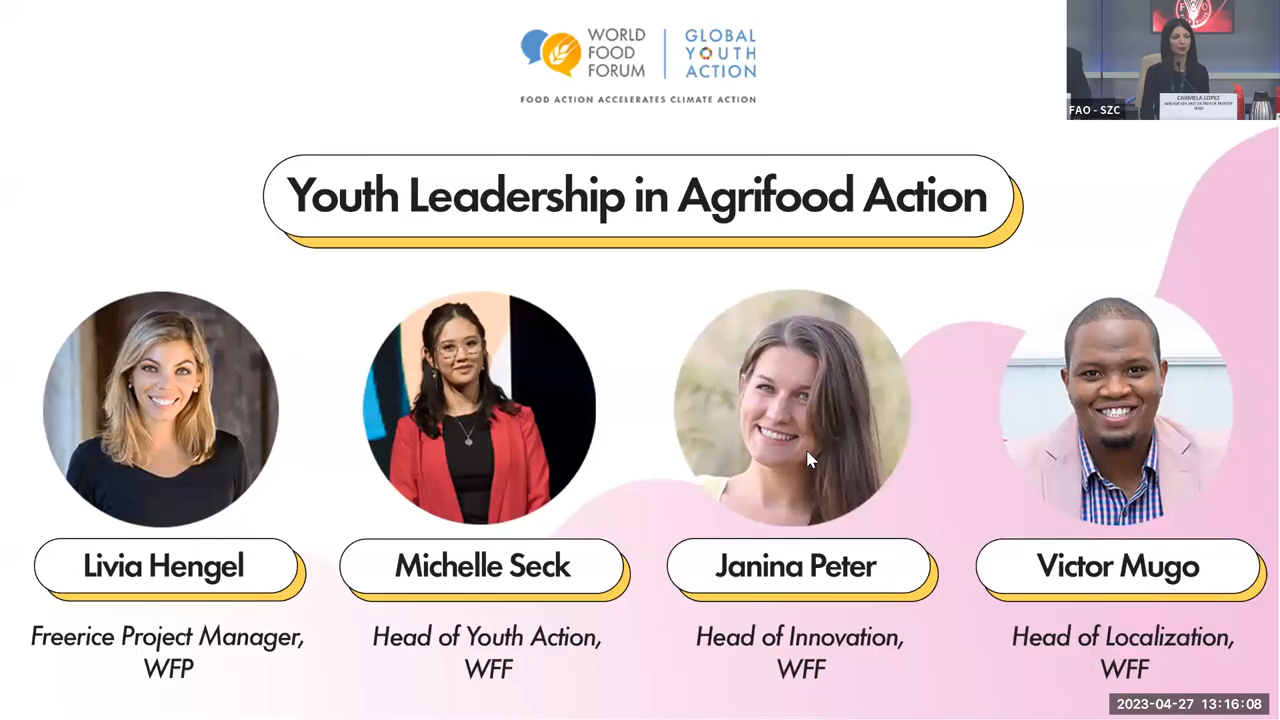 WORLD
FOOD
FORUM
GLOBAL
YOUTH
ACTION
FOOD ACTION ACCELERATES CLIMATE ACTION
CARMELA LOPEZ
FAO - SZC
Youth Leadership in Agrifood Action
Livia Hengel
Michelle Seck
Janina Peter
Victor Mugo
Freerice Project Manager,
WFP
Head of Youth Action,
WFF
Head of Innovation,
WFF
Head of Localization,
WFF
2023-04-27 13:16:08